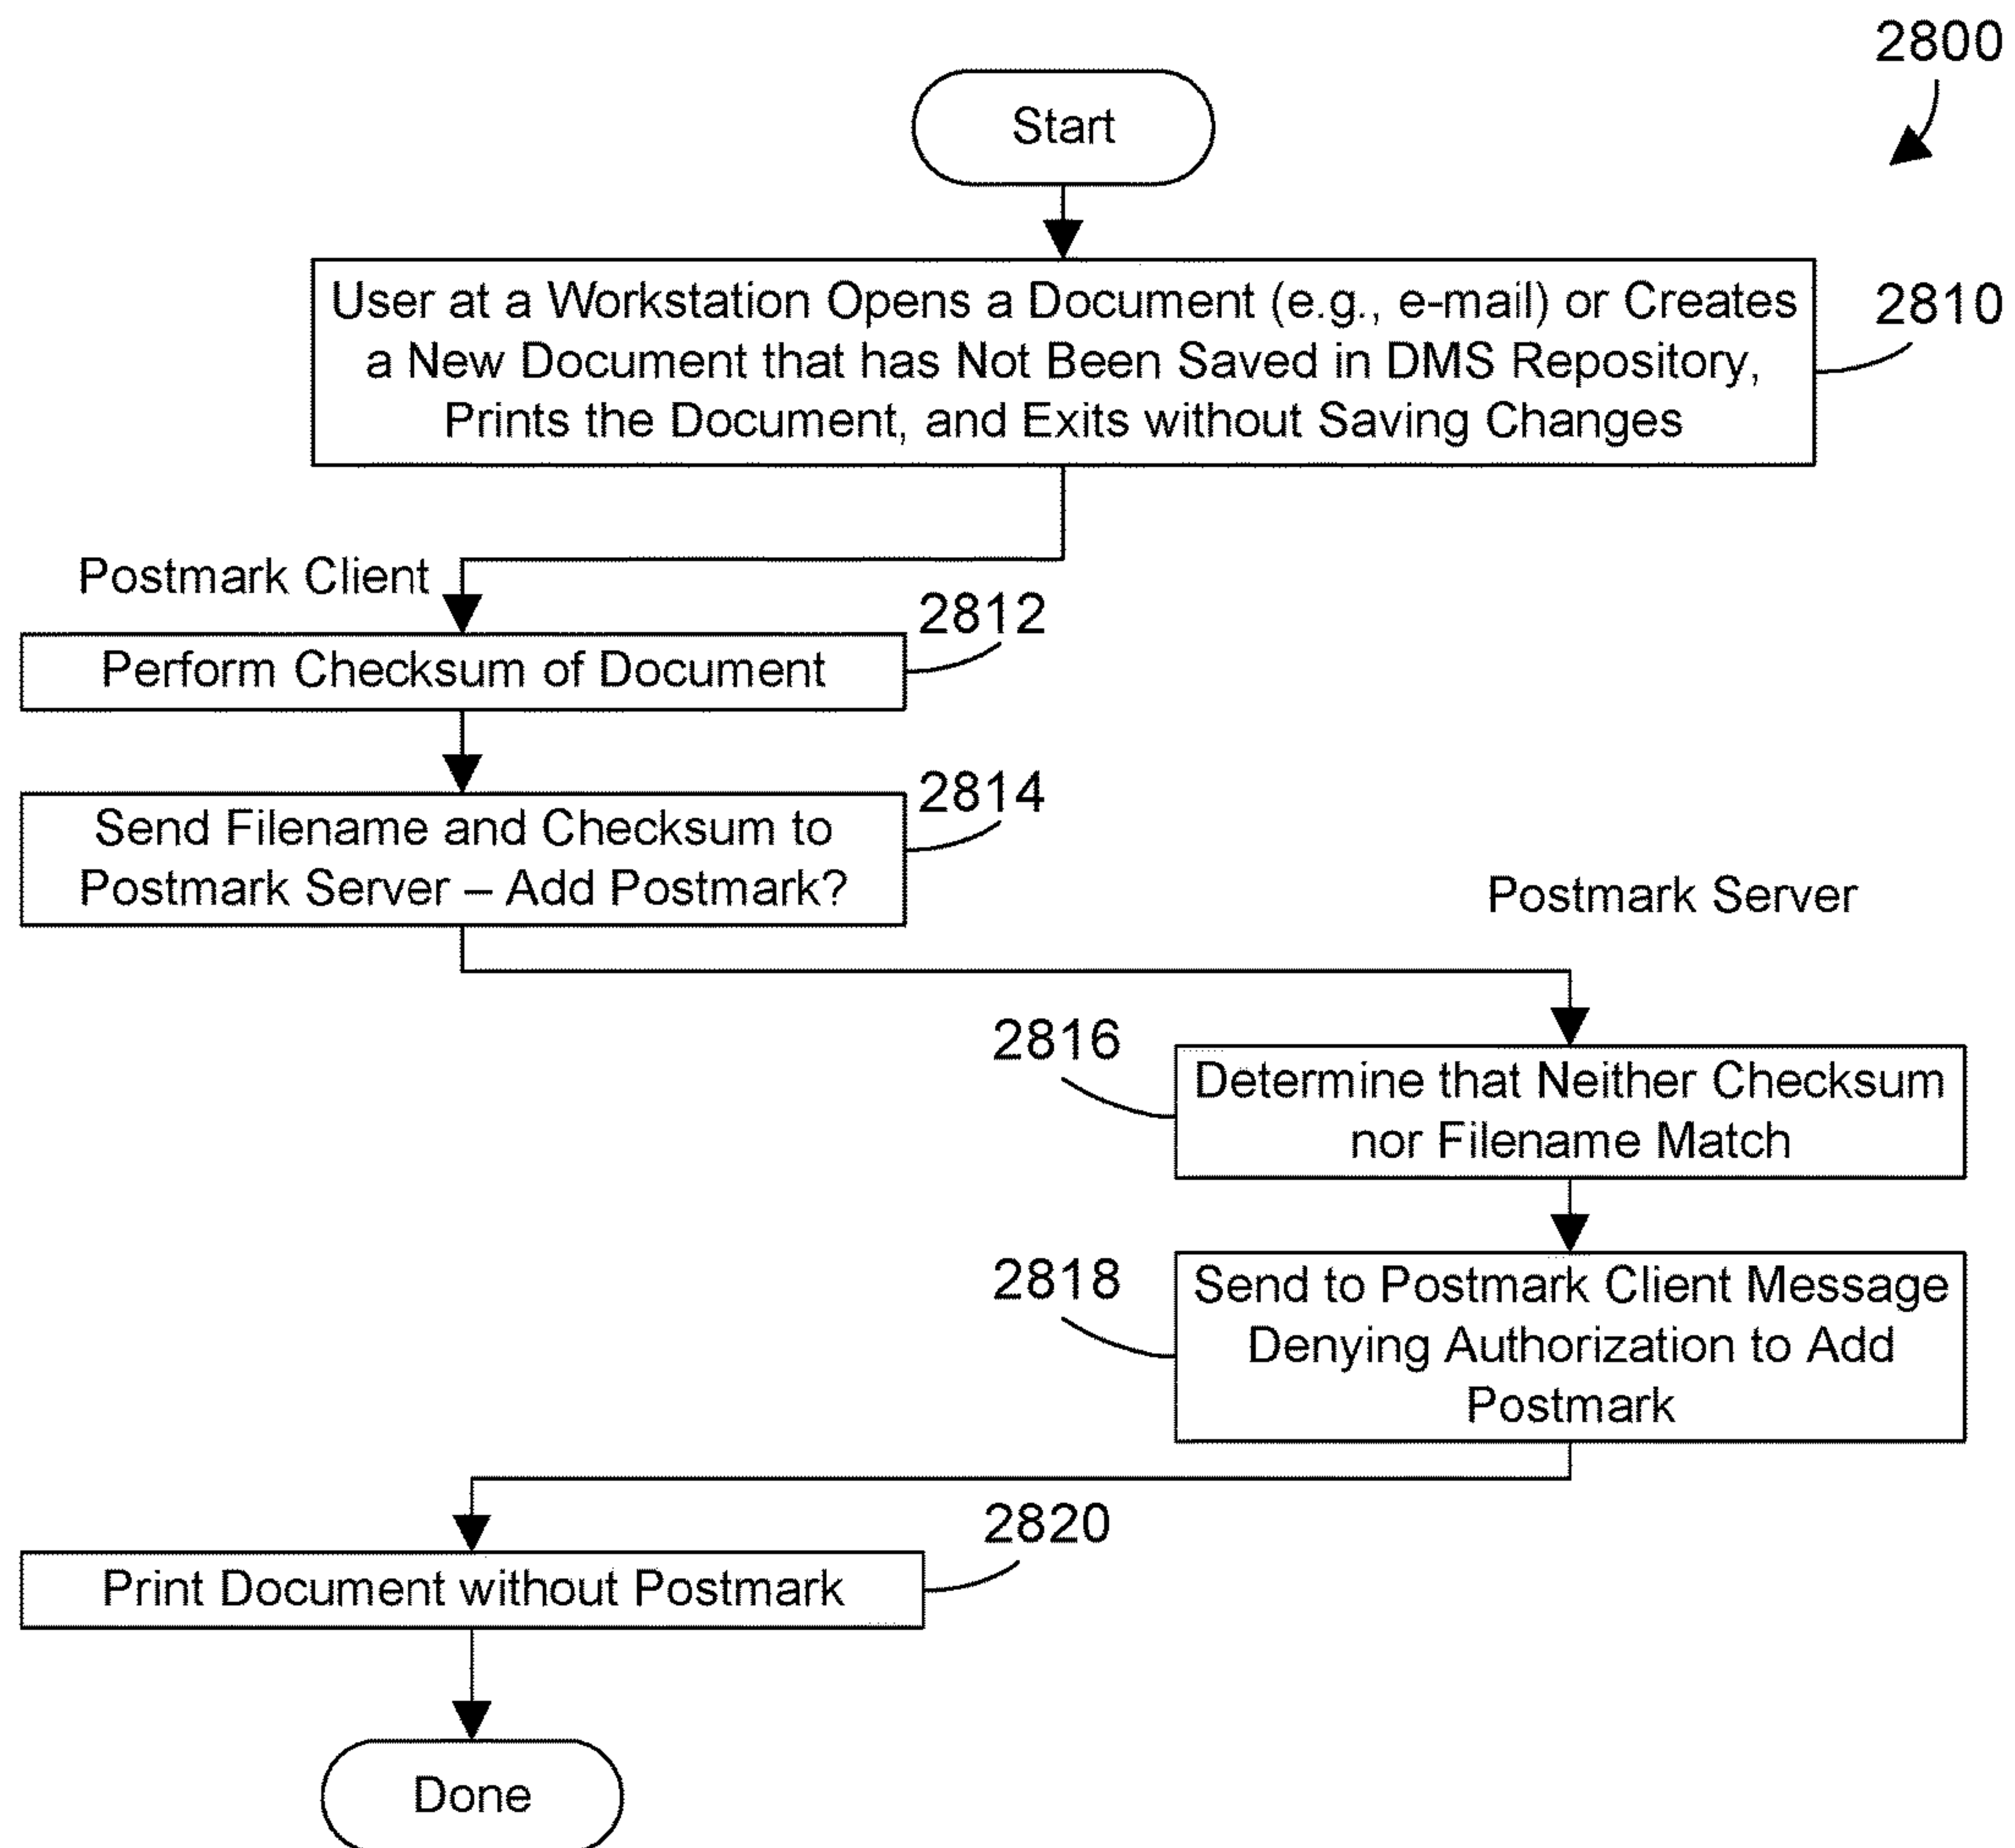 2800
Start
User at a Workstation Opens a Document (e.g., e-mail) or Creates
a New Document that has Not Been Saved in DMS Repository,
Prints the Document, and Exits without Saving Changes
2810
Postmark Client
2812
Perform Checksum of Document
2814
Send Filename and Checksum to
Postmark Server – Add Postmark?
Postmark Server
2816
Determine that Neither Checksum
nor Filename Match
2818
Send to Postmark Client Message
Denying Authorization to Add
Postmark
2820
Print Document without Postmark
Done